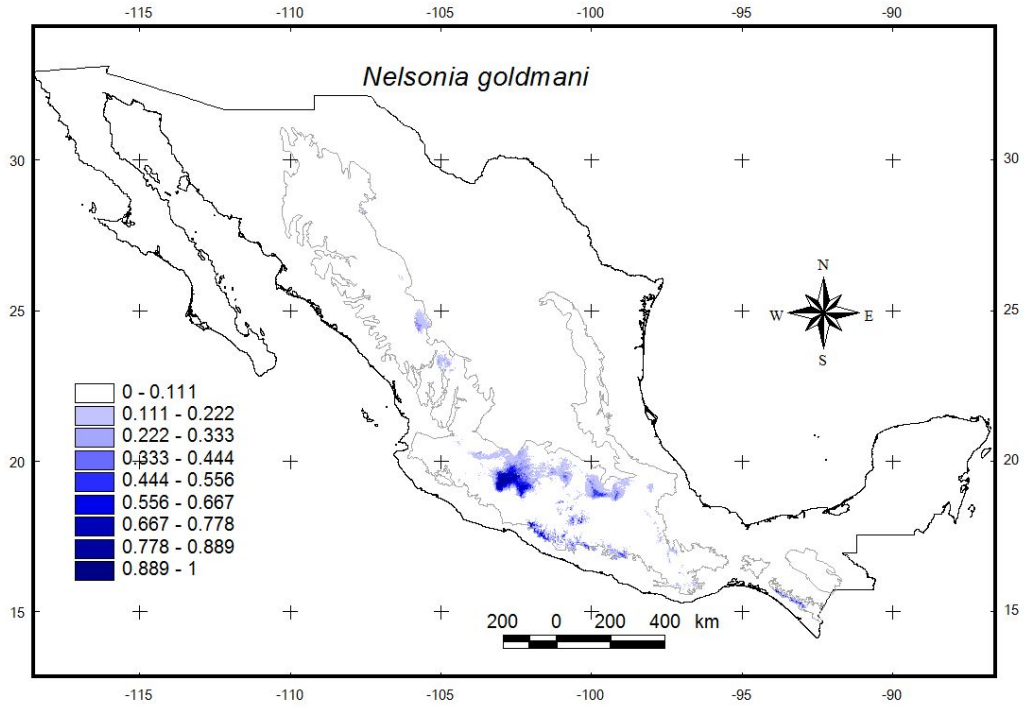 -115 -110 -105 -100 -95 -90
Nelsonia goldmani
30 30
N
25 W E 25
S
0 - 0.111
0.111 - 0.222
0.222 - 0.333
0.333 - 0.444
20 20
0.444 - 0.556
0.556 - 0.667
0.667 - 0.778
0.778 - 0.889
0.889 - 1
15 15
200 0 200 400 km
-115 -110 -105 -100 -95 -90